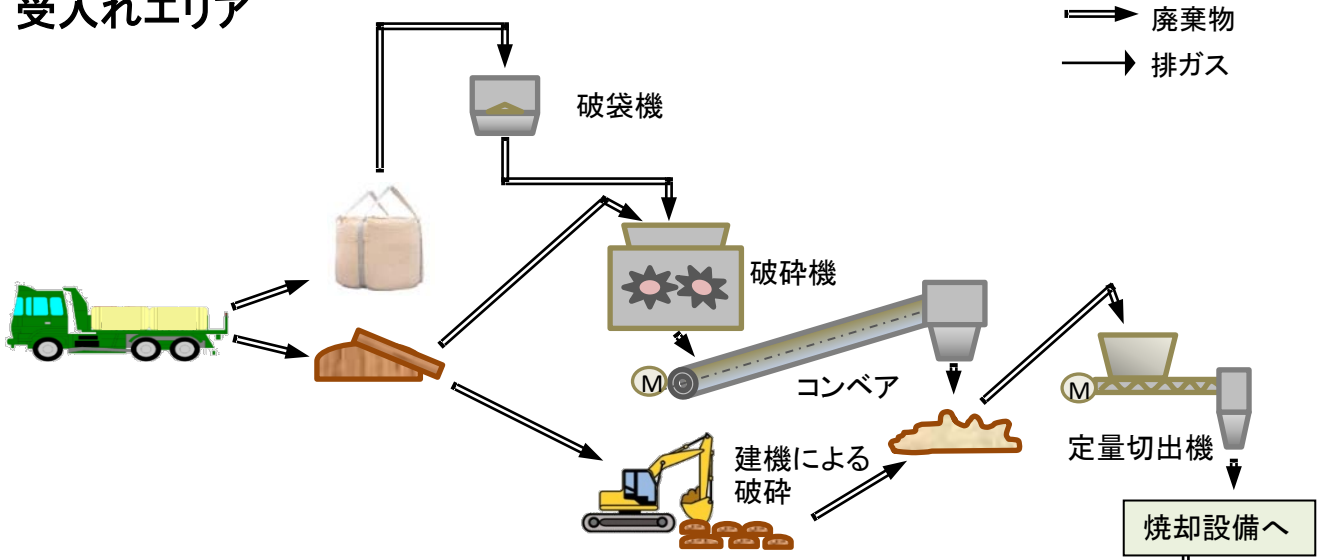 受入れエリア
廃棄物
排ガス
破袋機
破砕機
M
コンベア
M
定量切出機
建機による
破砕
焼却設備へ